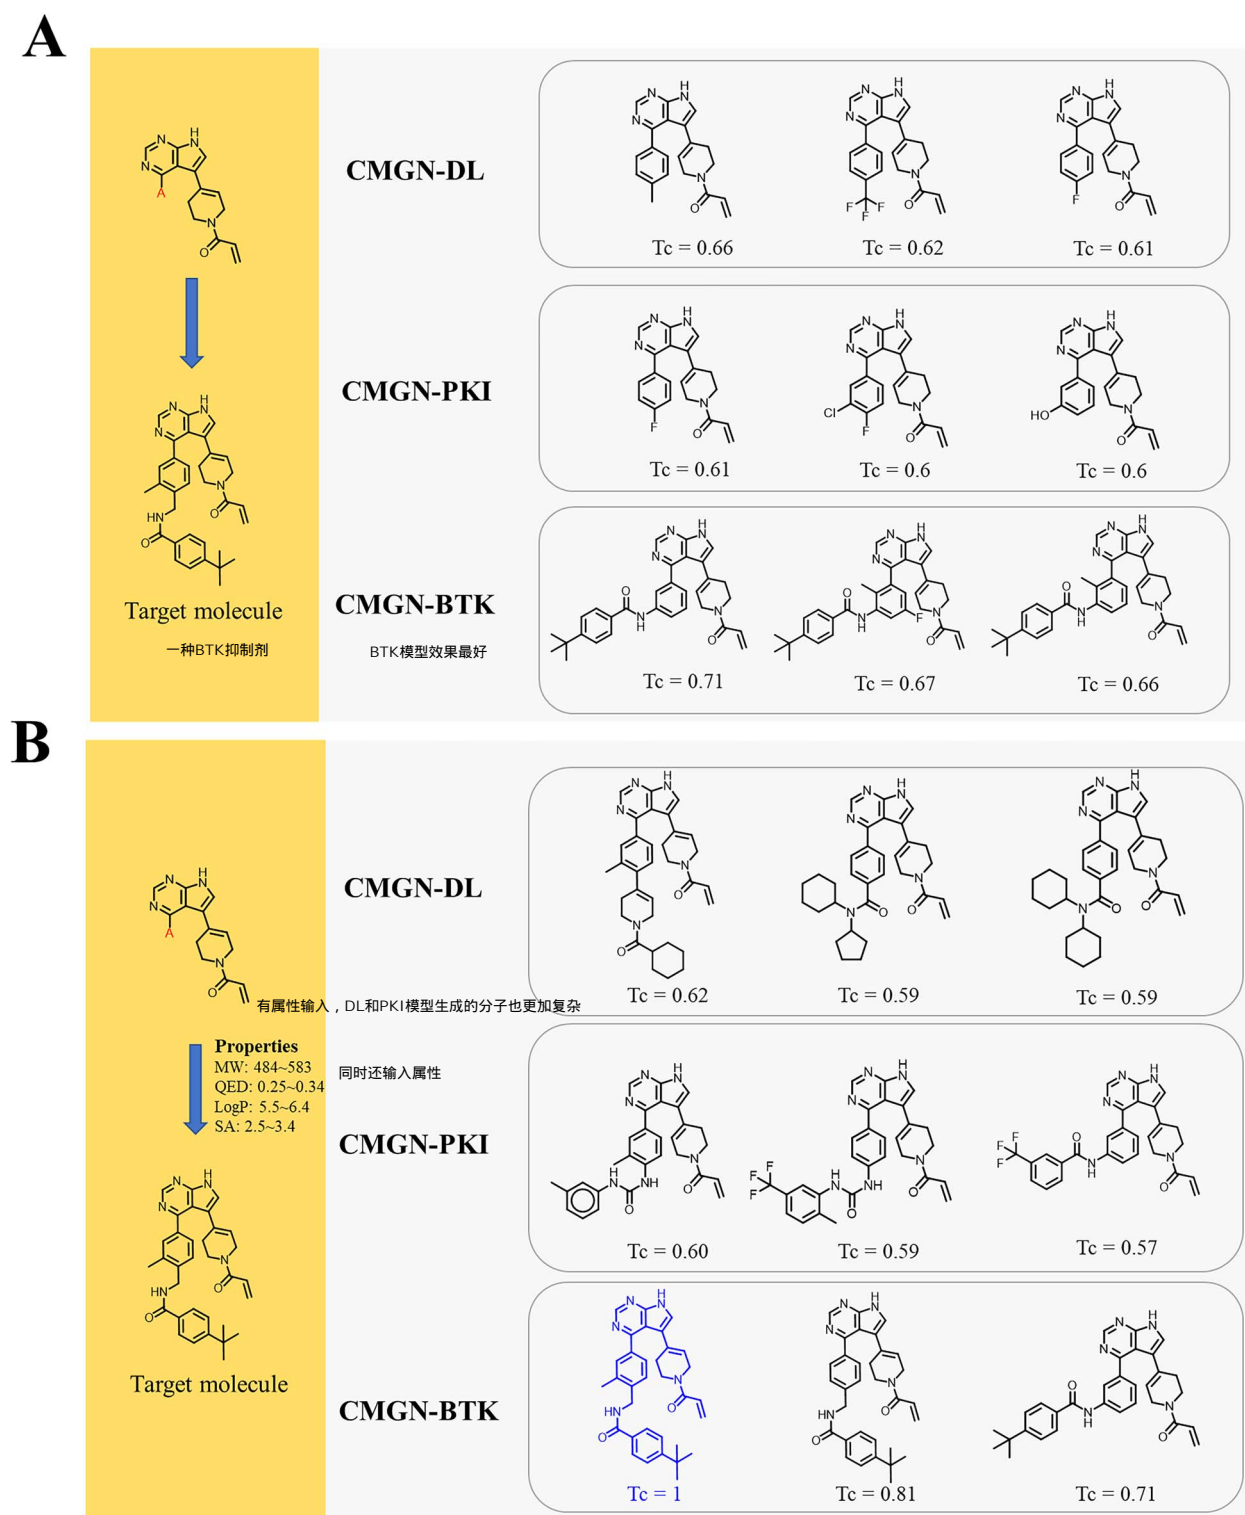 A
CMGN-DL
Tc = 0.66
Tc = 0.62
Tc = 0.61
CMGN-PKI
Tc = 0.61
Tc = 0.6
Tc = 0.6
CMGN-BTK
Tc = 0.71
Tc = 0.67
Tc = 0.66
Target molecule
一种BTK抑制剂
BTK模型效果最好
B
CMGN-DL
Tc = 0.62
Tc = 0.59
Tc = 0.59
有属性输入，DL和PKI模型生成的分子也更加复杂
Properties
MW: 484~583
QED: 0.25~0.34
LogP: 5.5~6.4
SA: 2.5~3.4
同时还输入属性
CMGN-PKI
Tc = 0.60
Tc = 0.59
Tc = 0.57
Target molecule
CMGN-BTK
Tc = 1
Tc = 0.81
Tc = 0.71